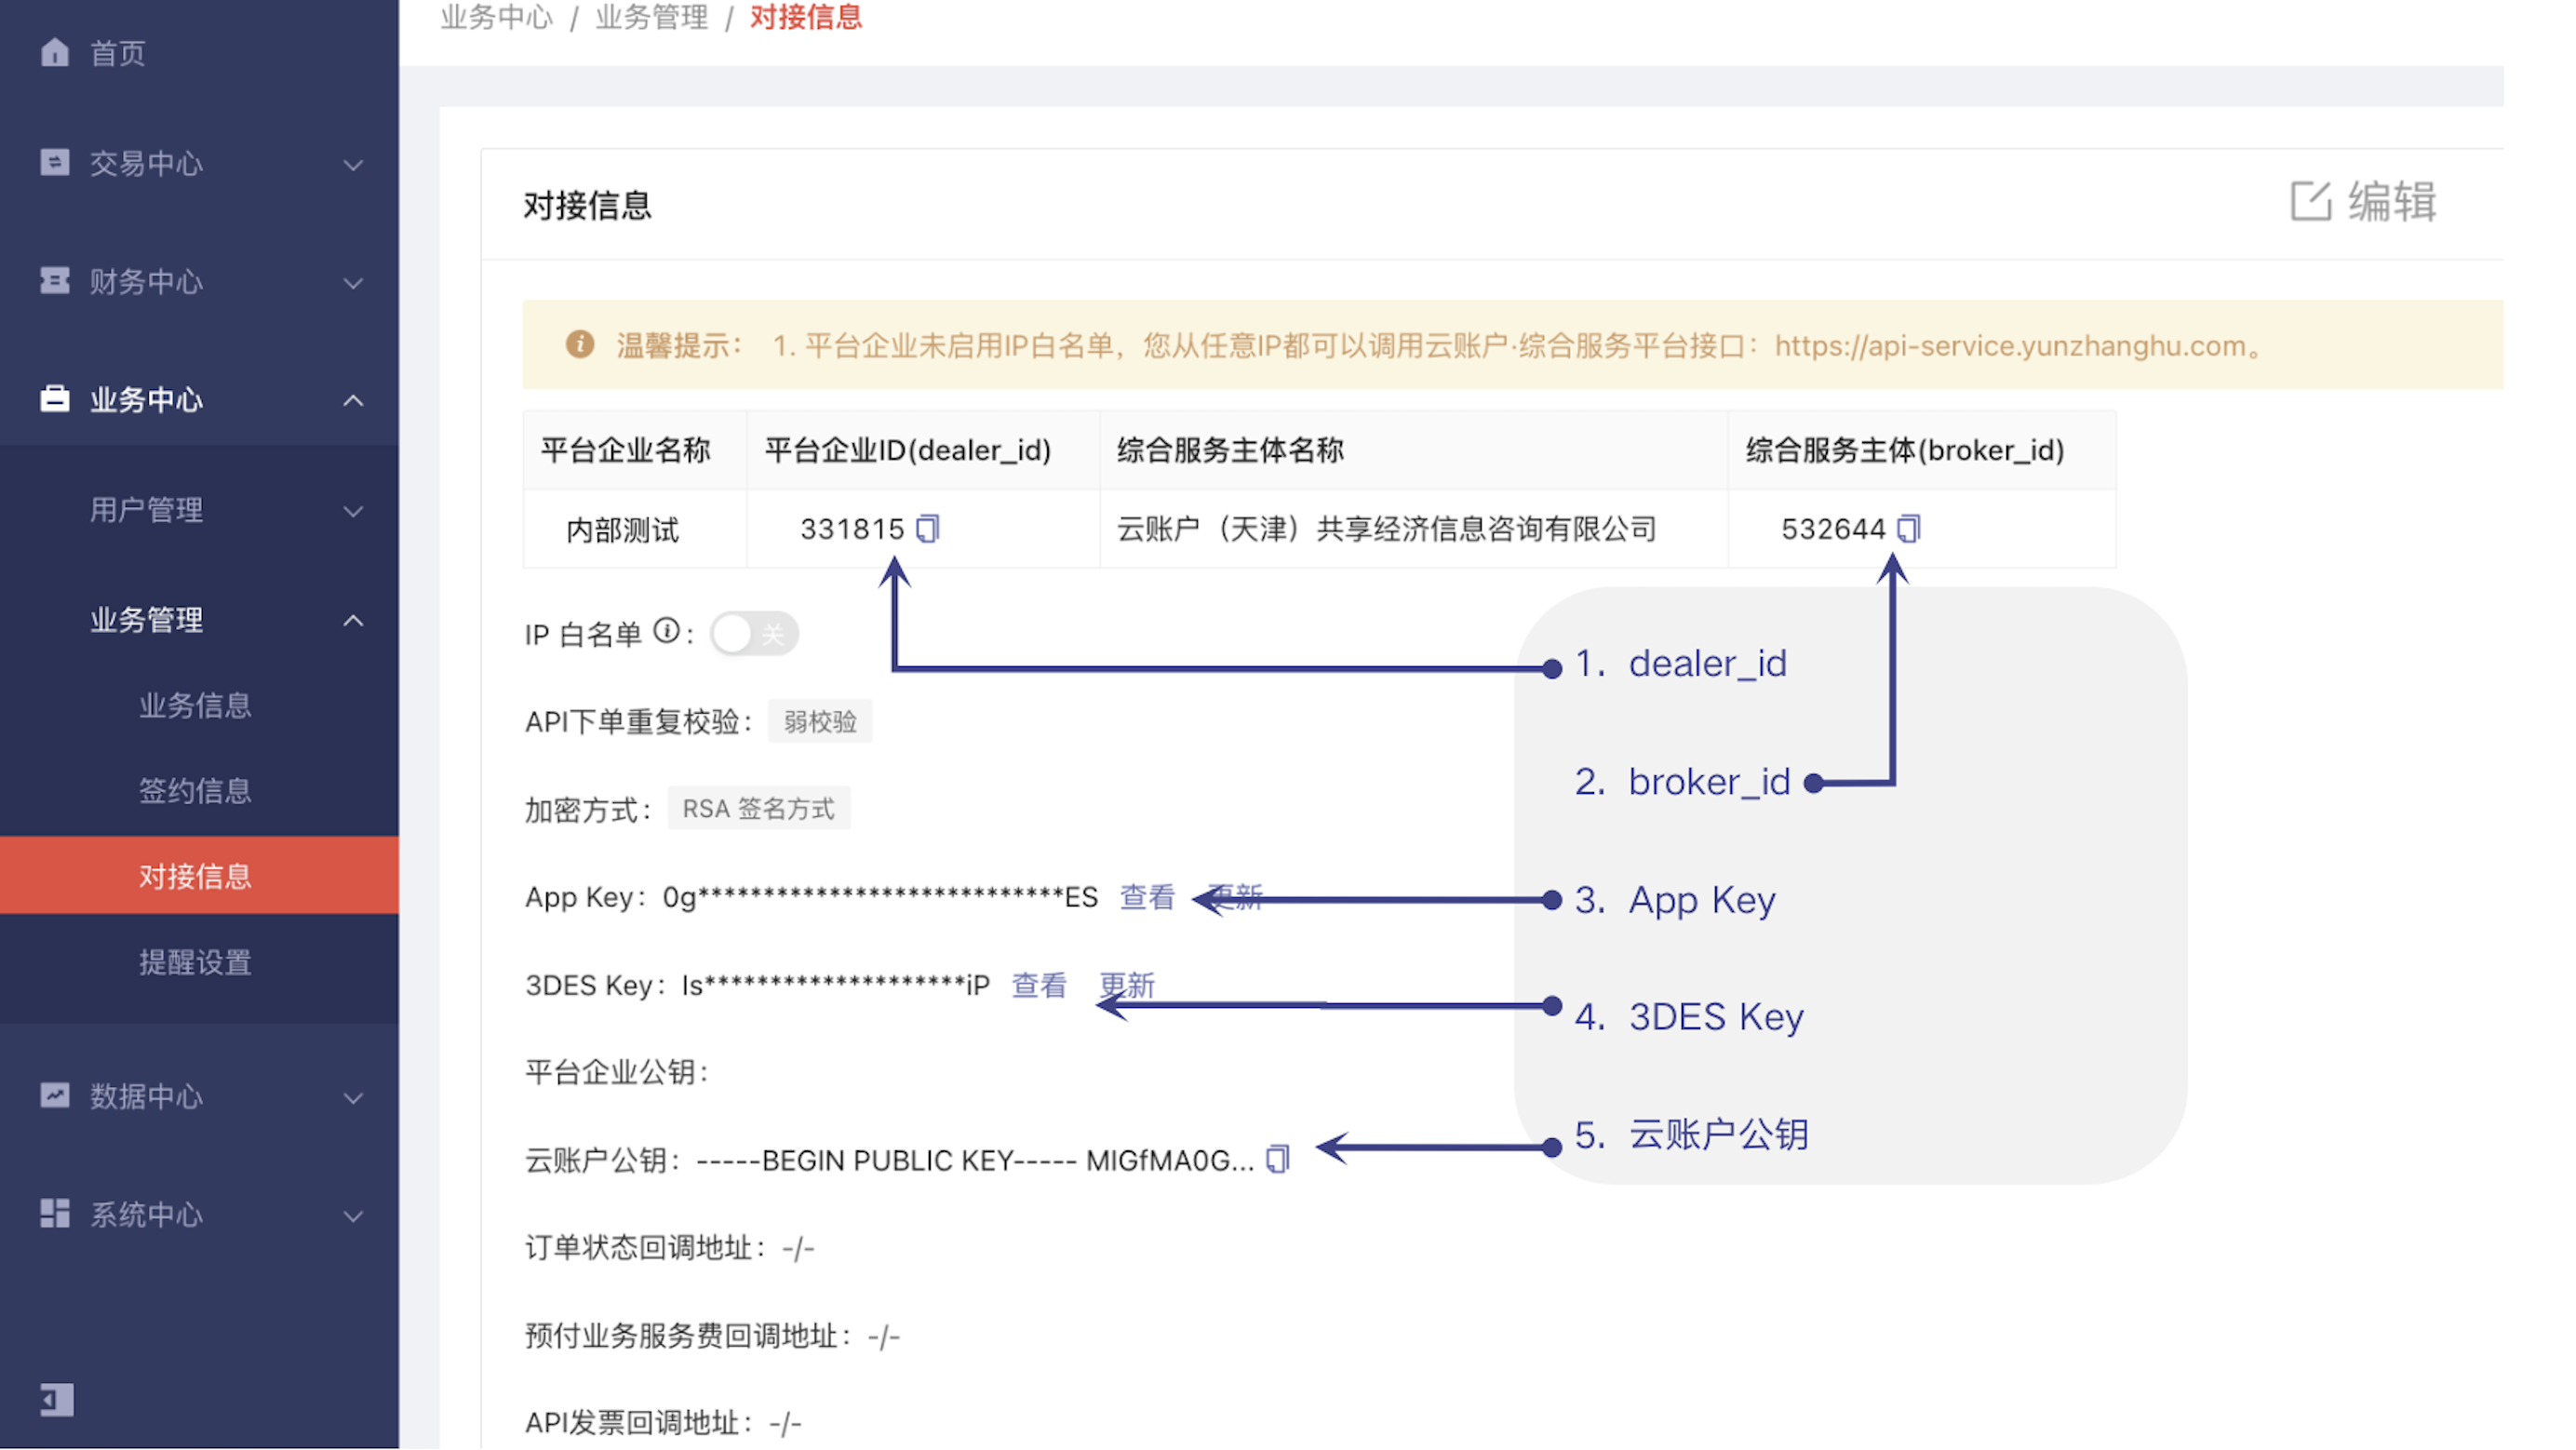 业务中心 / 业务管理 / 对接信息
首页
交易中心
财务中心
业务中心
用户管理
业务管理
业务信息
签约信息
对接信息
提醒设置
数据中心
系统中心
对接信息
编辑
温馨提示： 1. 平台企业未启用IP白名单，您从任意IP都可以调用云账户·综合服务平台接口：https://api-service.yunzhanghu.com。
平台企业名称 平台企业ID(dealer_id) 综合服务主体名称 综合服务主体(broker_id)
内部测试 331815 云账户（天津）共享经济信息咨询有限公司 532644
IP 白名单 : 关
API下单重复校验： 弱校验
加密方式： RSA 签名方式
App Key：0g****************************ES 查看 更新
3DES Key：Is********************iP 查看 更新
平台企业公钥：
云账户公钥：-----BEGIN PUBLIC KEY----- MIGfMA0G...
订单状态回调地址：-/-
预付业务服务费回调地址：-/-
API发票回调地址：-/-
1. dealer_id
2. broker_id
3. App Key
4. 3DES Key
5. 云账户公钥